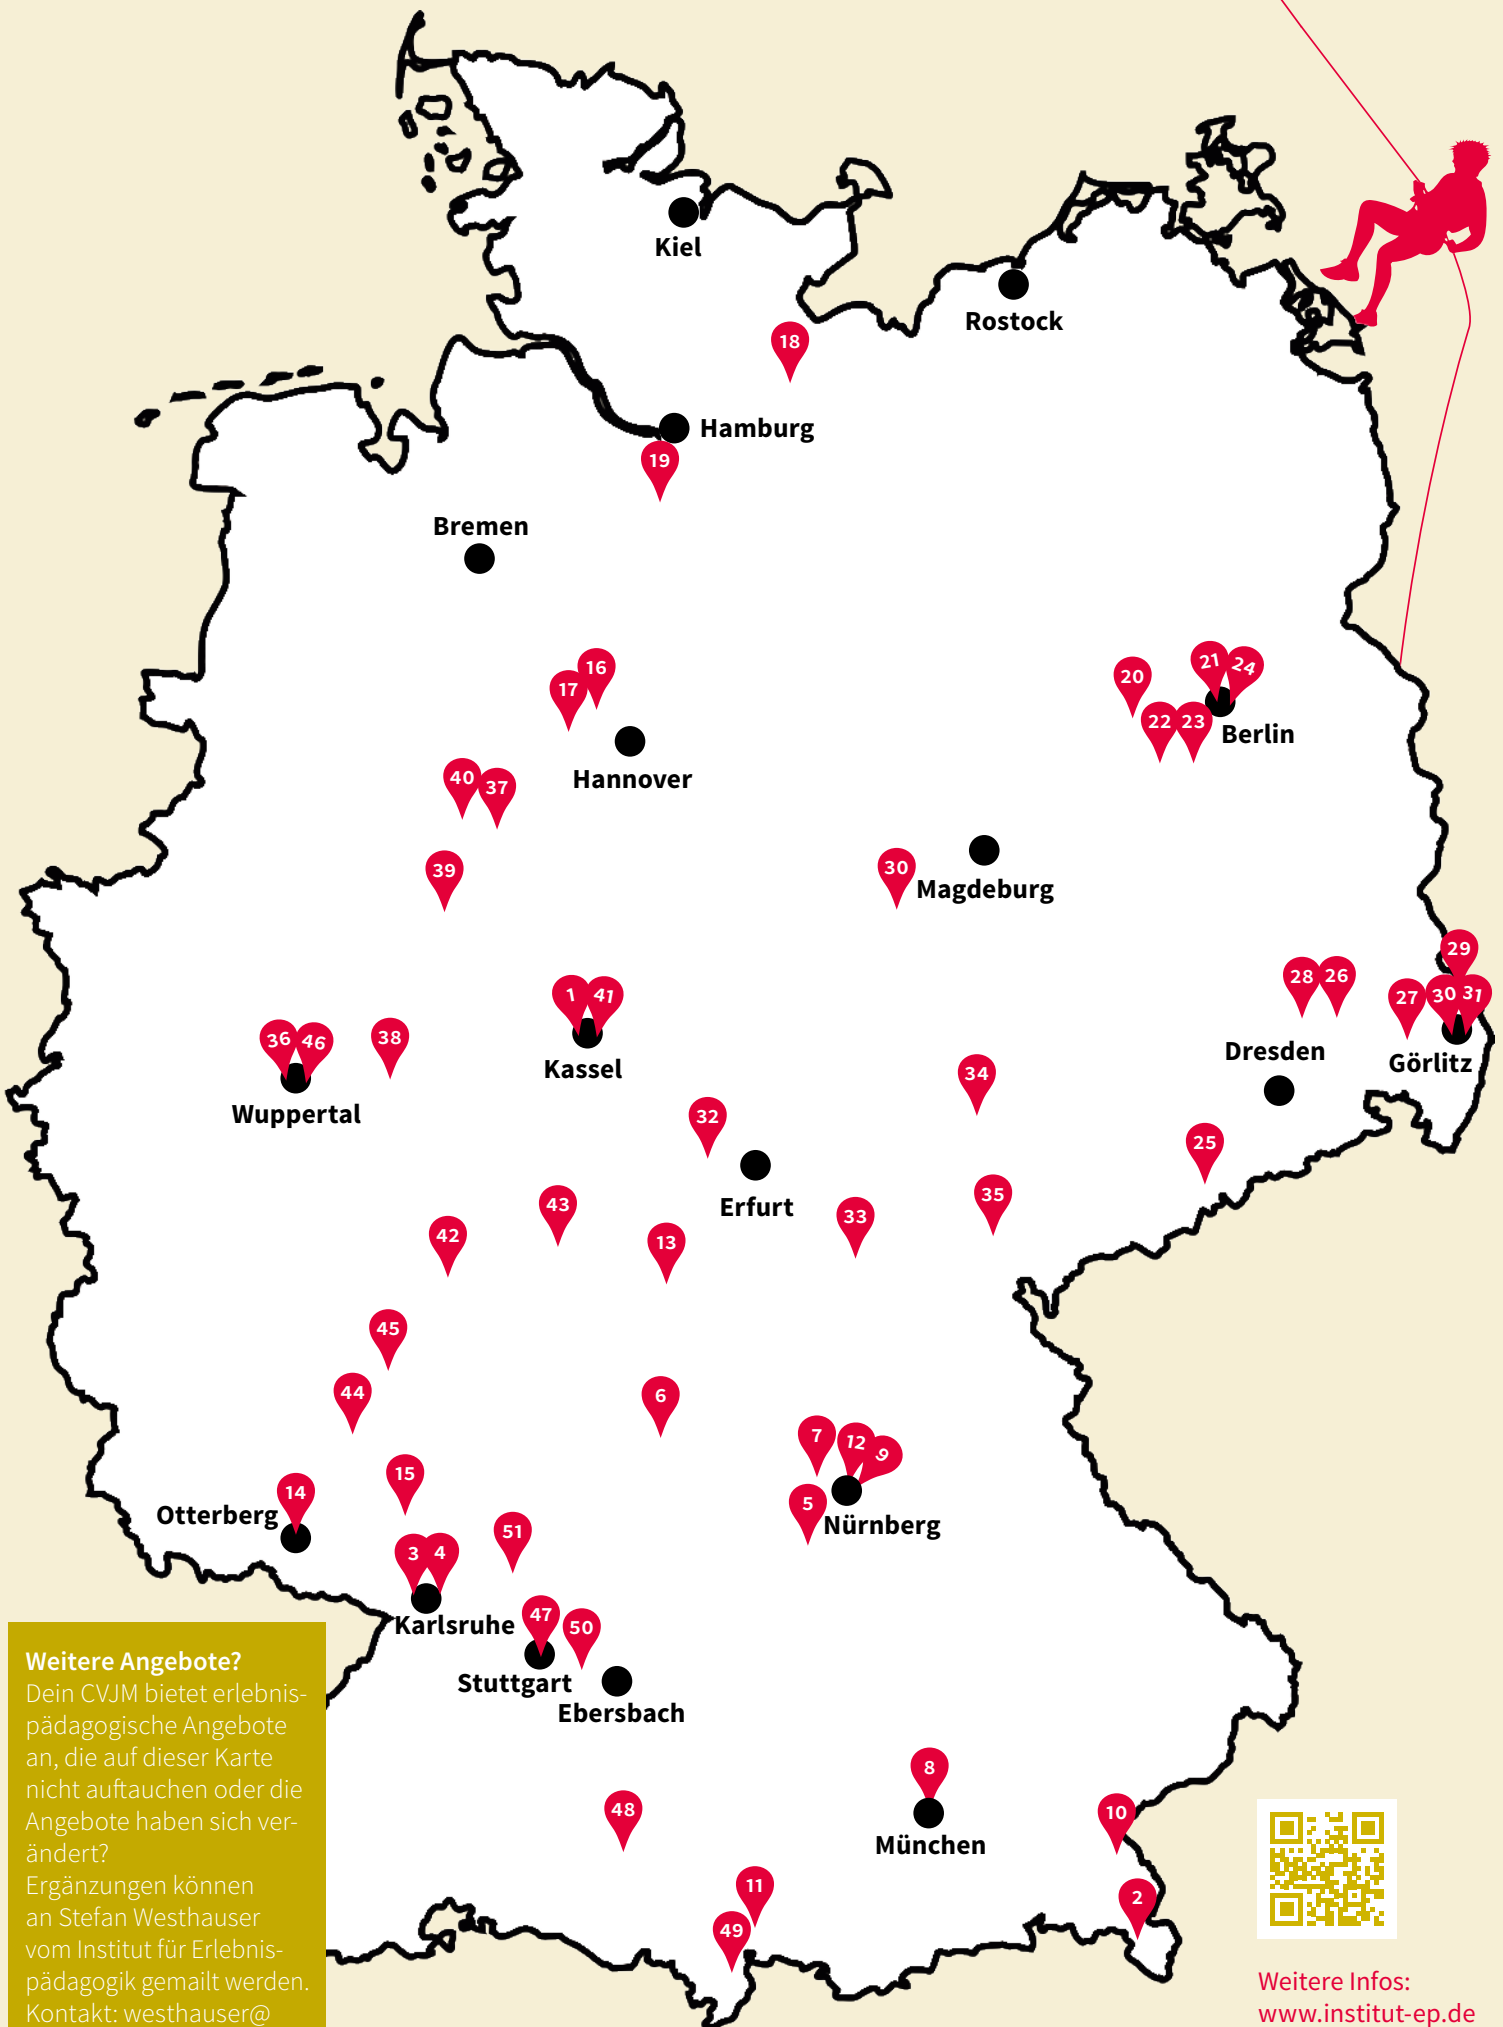 Kiel
Rostock
18
Hamburg
19
Bremen
16
17
21
24
20
22
23
Berlin
Hannover
40
37
39
30
Magdeburg
29
28
26
27
30
31
1
41
36
46
38
Dresden
Görlitz
Kassel
34
Wuppertal
32
25
Erfurt
35
43
33
42
13
45
44
6
7
12
9
15
14
Otterberg
5
Nürnberg
51
3
4
Karlsruhe
47
50
Stuttgart
Ebersbach
8
48
10
München
11
2
49
Weitere Angebote?
Dein CVJM bietet erlebnis-
pädagogische Angebote
an, die auf dieser Karte
nicht auftauchen oder die
Angebote haben sich ver-
ändert?
Ergänzungen können
an Stefan Westhauser
vom Institut für Erlebnis-
pädagogik gemailt werden.
Kontakt: westhauser@
Weitere Infos:
www.institut-ep.de